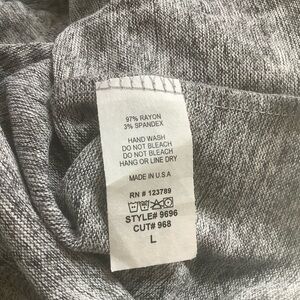 97% RAYON
3% SPANDEX
HAND WASH
DO NOT BLEACH
DO NOT BLEACH
HANG OR LINE DRY
MADE IN U.S.A
RN # 123789
STYLE# 9696
CUT# 968
L